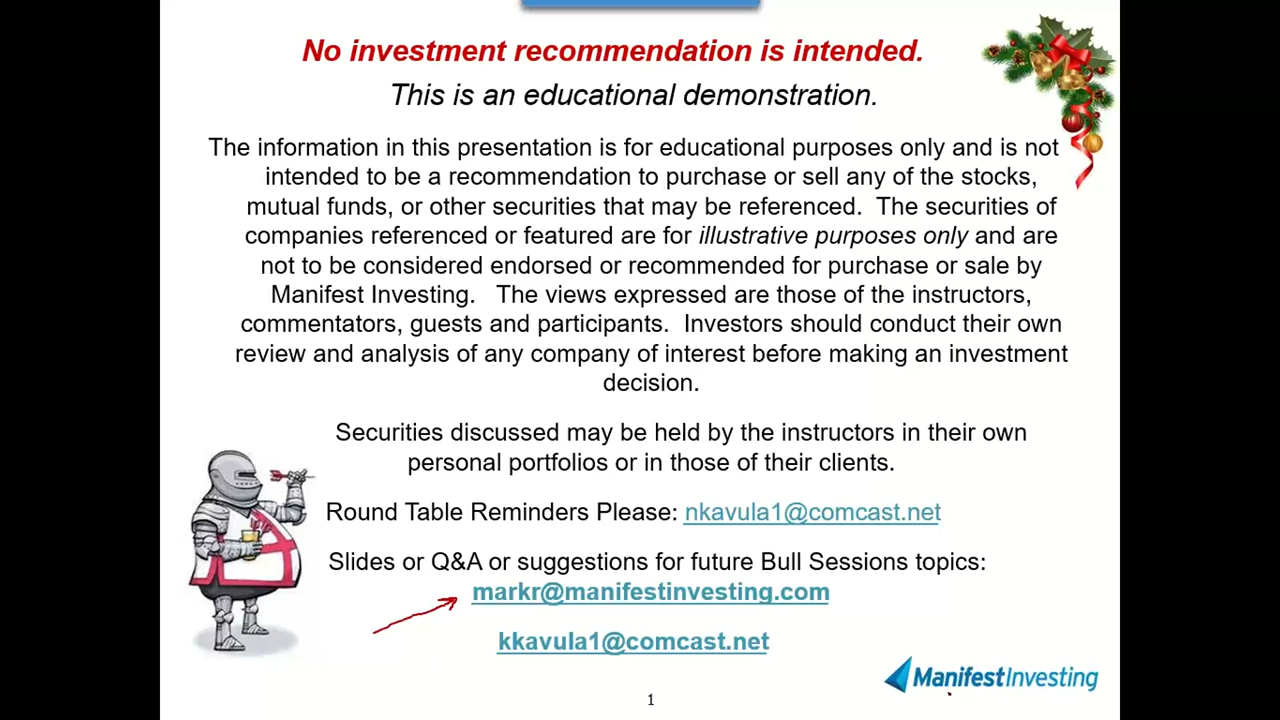 No investment recommendation is intended.
This is an educational demonstration.
The information in this presentation is for educational purposes only and is not
intended to be a recommendation to purchase or sell any of the stocks,
mutual funds, or other securities that may be referenced. The securities of
companies referenced or featured are for illustrative purposes only and are
not to be considered endorsed or recommended for purchase or sale by
Manifest Investing. The views expressed are those of the instructors,
commentators, guests and participants. Investors should conduct their own
review and analysis of any company of interest before making an investment
decision.
Securities discussed may be held by the instructors in their own
personal portfolios or in those of their clients.
Round Table Reminders Please: nkavula1@comcast.net
Slides or Q&A or suggestions for future Bull Sessions topics:
markr@manifestinvesting.com
kkavula1@comcast.net
ManifestInvesting
1